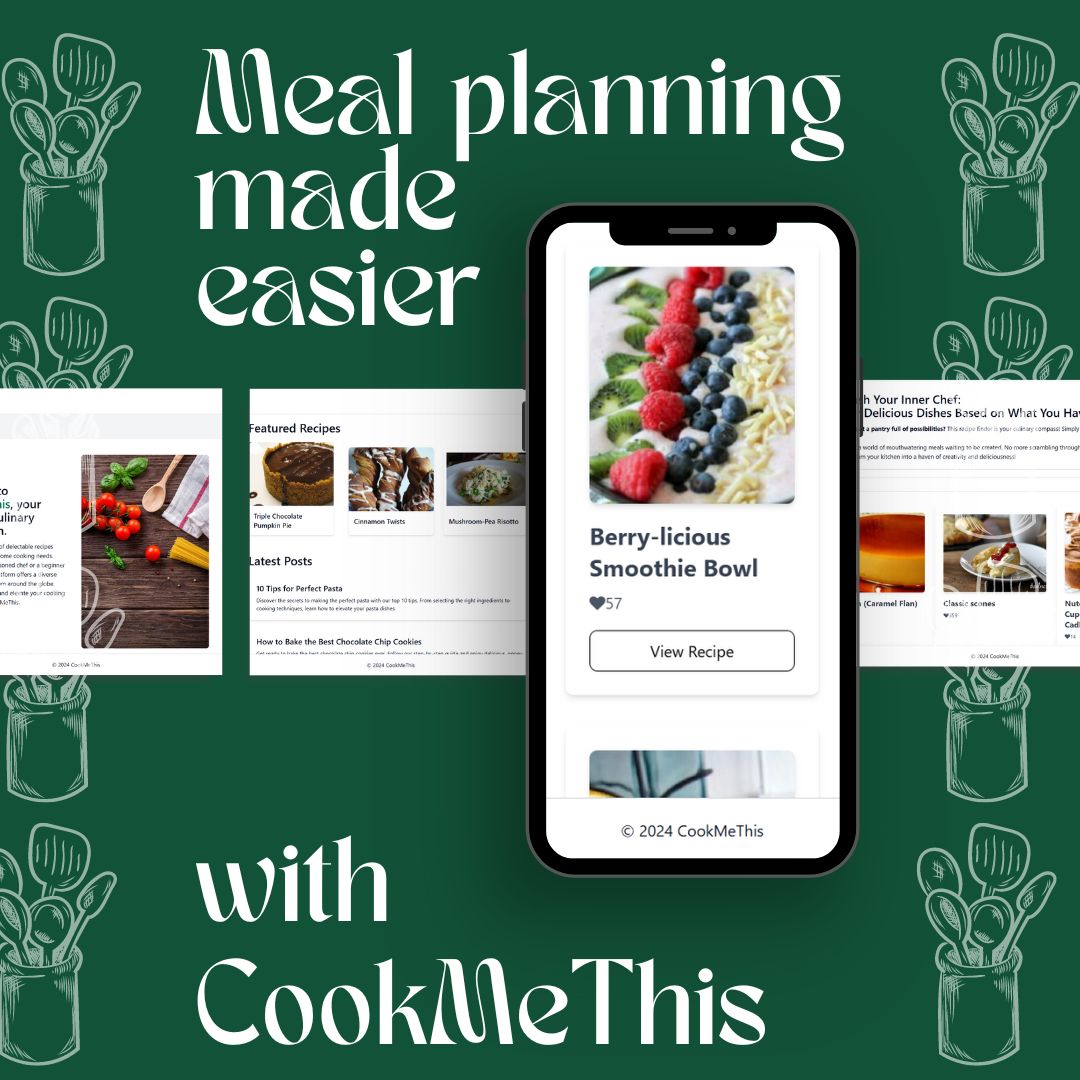 Meal planning
made
easier
to
is, your
ulinary
n.
of delectable recipes
ome cooking needs.
soned chef or a beginner
tform offers a diverse
om around the globe.
and elevate your cooking
MeThis.
© 2024 CookMeThis
Featured Recipes
Triple Chocolate
Pumpkin Pie
Cinnamon Twists
Mushroom-Pea Risotto
Latest Posts
10 Tips for Perfect Pasta
Discover the secrets to making the perfect pasta with our top 10 tips. From selecting the right ingredients to
cooking techniques, learn how to elevate your pasta dishes.
How to Bake the Best Chocolate Chip Cookies
© 2024 CookMeThis
Berry-licious
Smoothie Bowl
57
View Recipe
© 2024 CookMeThis
h Your Inner Chef:
Delicious Dishes Based on What You Hav
t a pantry full of possibilities? This recipe finder is your culinary compass! Simply
world of mouthwatering meals waiting to be created. No more scrambling through
m your kitchen into a haven of creativity and deliciousness!
(Caramel Flan)
Classic scones
359
Nut
Cup
Cad
14
© 2024 CookMeThis
with
CookMeThis